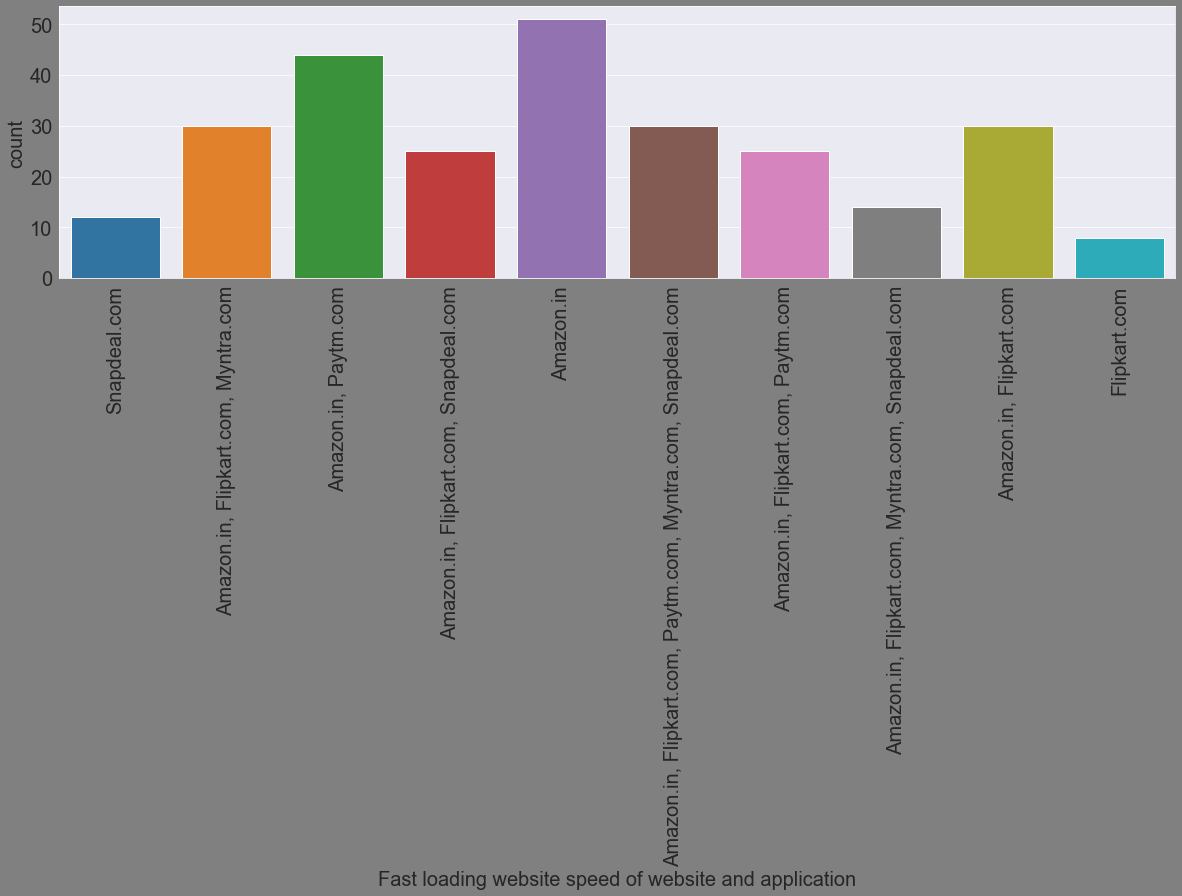 50
40
30
20
10
0
count
Snapdeal.com
Amazon.in, Flipkart.com, Myntra.com
Amazon.in, Paytm.com
Amazon.in, Flipkart.com, Snapdeal.com
Amazon.in
Amazon.in, Flipkart.com, Paytm.com, Myntra.com, Snapdeal.com
Amazon.in, Flipkart.com, Paytm.com
Amazon.in, Flipkart.com, Myntra.com, Snapdeal.com
Amazon.in, Flipkart.com
Flipkart.com
Fast loading website speed of website and application